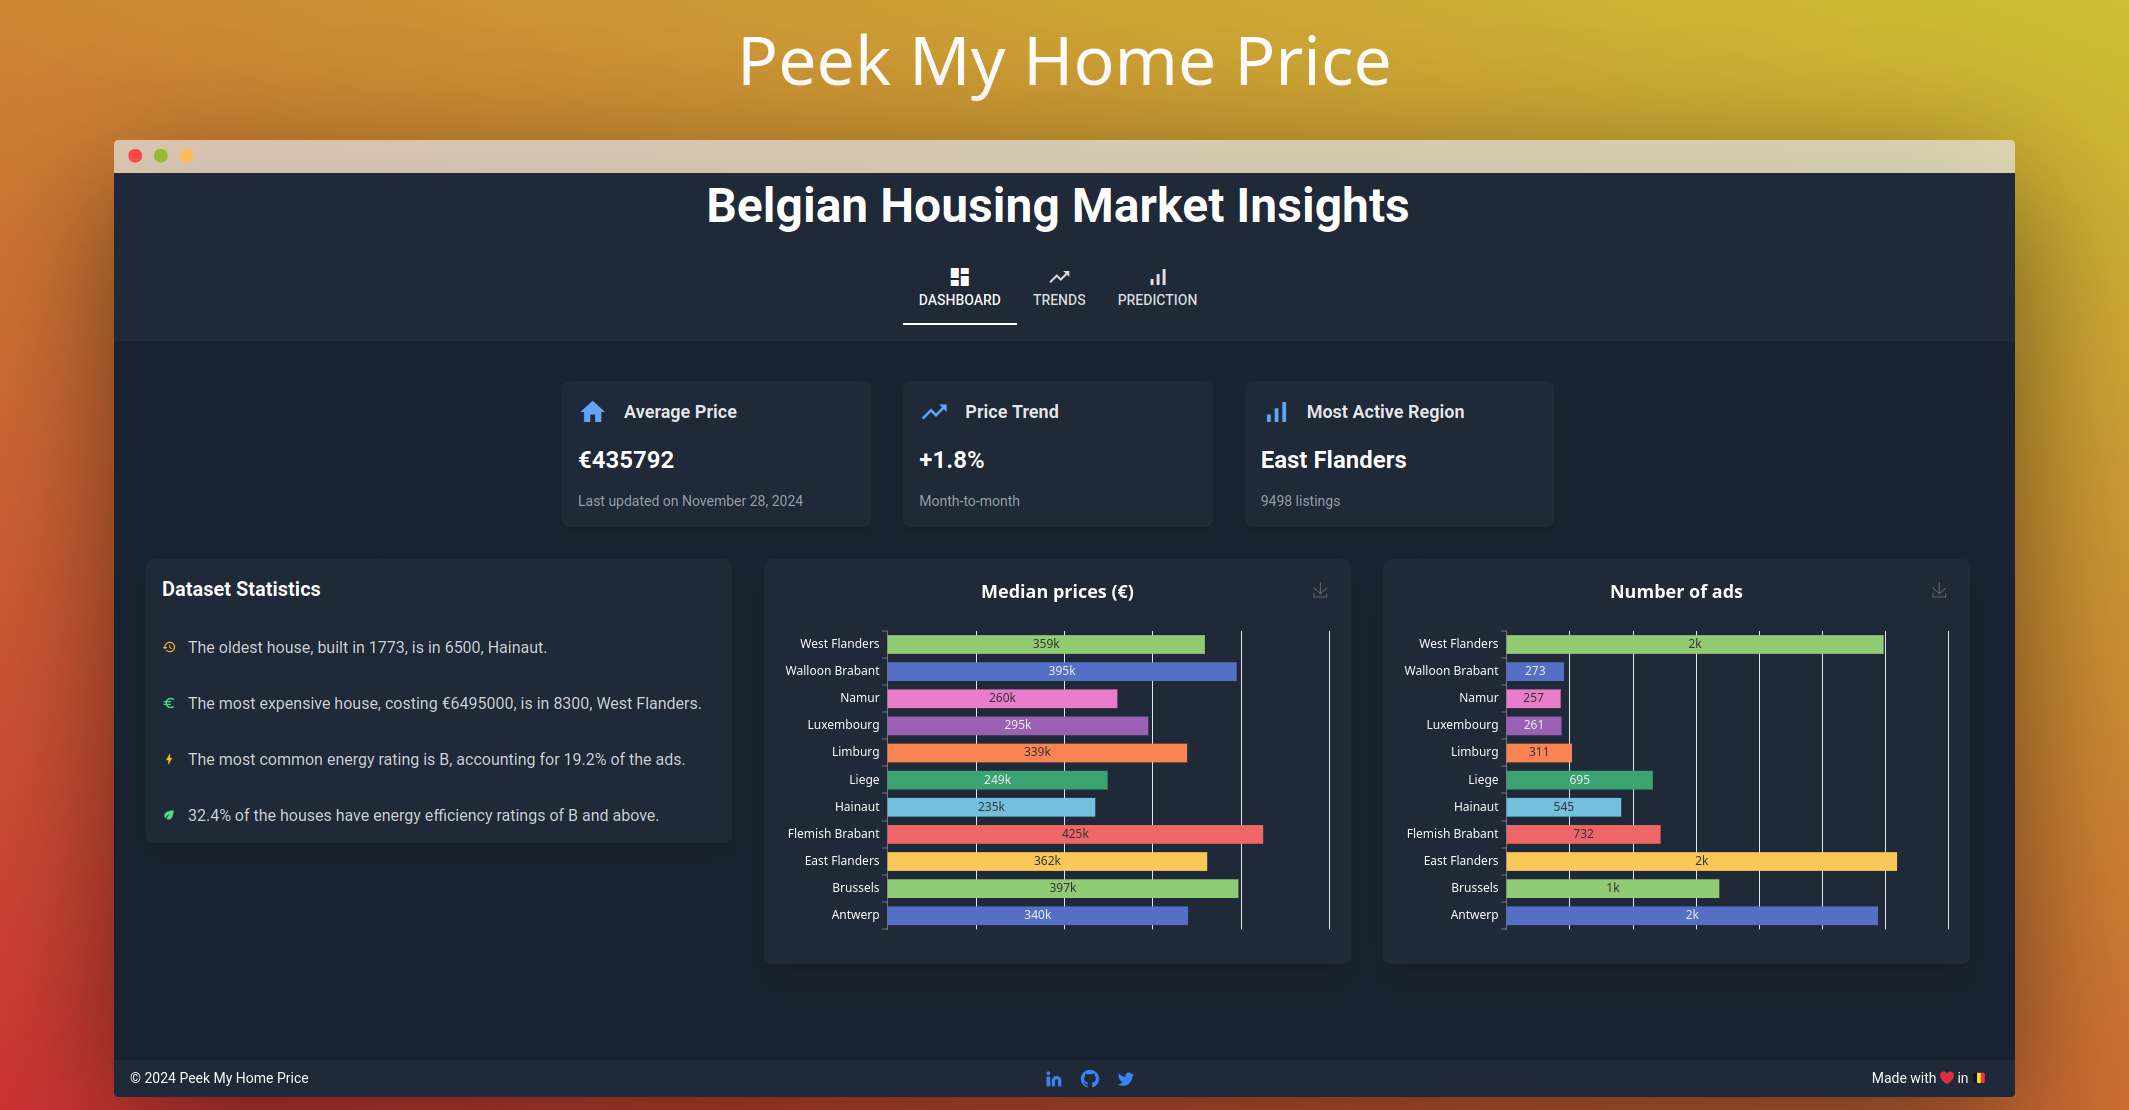 Peek My Home Price
Belgian Housing Market Insights
DASHBOARD
TRENDS
PREDICTION
Average Price
€435792
Last updated on November 28, 2024
Price Trend
+1.8%
Month-to-month
Most Active Region
East Flanders
9498 listings
Dataset Statistics
The oldest house, built in 1773, is in 6500, Hainaut.
The most expensive house, costing €6495000, is in 8300, West Flanders.
The most common energy rating is B, accounting for 19.2% of the ads.
32.4% of the houses have energy efficiency ratings of B and above.
Median prices (€)
West Flanders 359k
Walloon Brabant 395k
Namur 260k
Luxembourg 295k
Limburg 339k
Liege 249k
Hainaut 235k
Flemish Brabant 425k
East Flanders 362k
Brussels 397k
Antwerp 340k
Number of ads
West Flanders 2k
Walloon Brabant 273
Namur 257
Luxembourg 261
Limburg 311
Liege 695
Hainaut 545
Flemish Brabant 732
East Flanders 2k
Brussels 1k
Antwerp 2k
© 2024 Peek My Home Price
Made with ❤️ in 🇧🇪